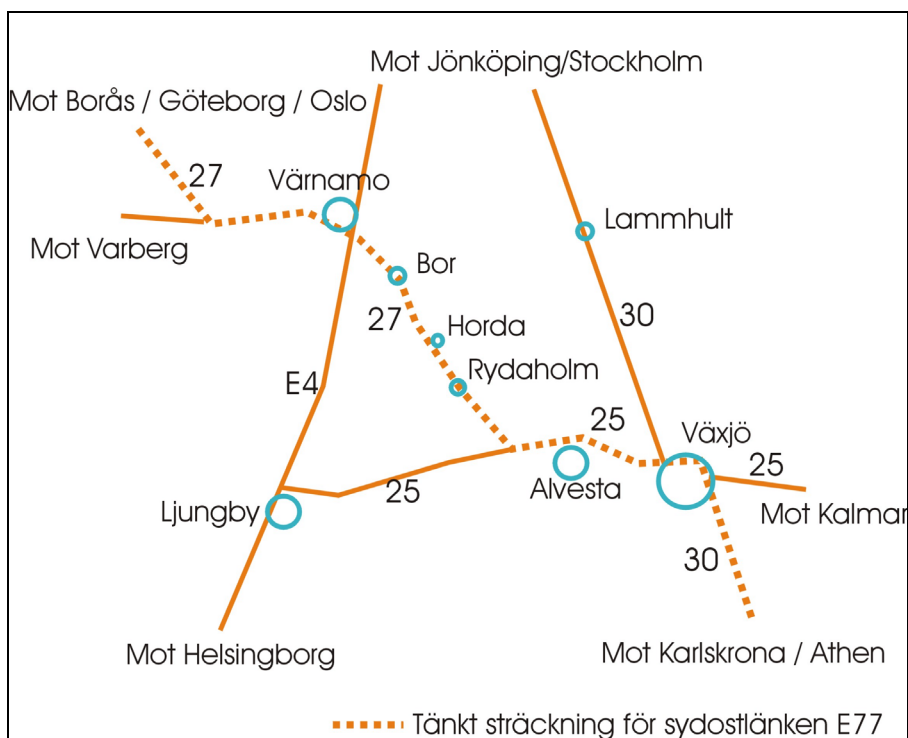 Mot Jönköping/Stockholm
Mot Borås / Göteborg / Oslo
27
Värnamo
Mot Varberg
Lammhult
Bor
27
30
Horda
Rydaholm
E4
25
Växjö
25
Alvesta
25
Ljungby
Mot Kalmar
30
Mot Helsingborg
Mot Karlskrona / Athen
Tänkt sträckning för sydostlänken E77